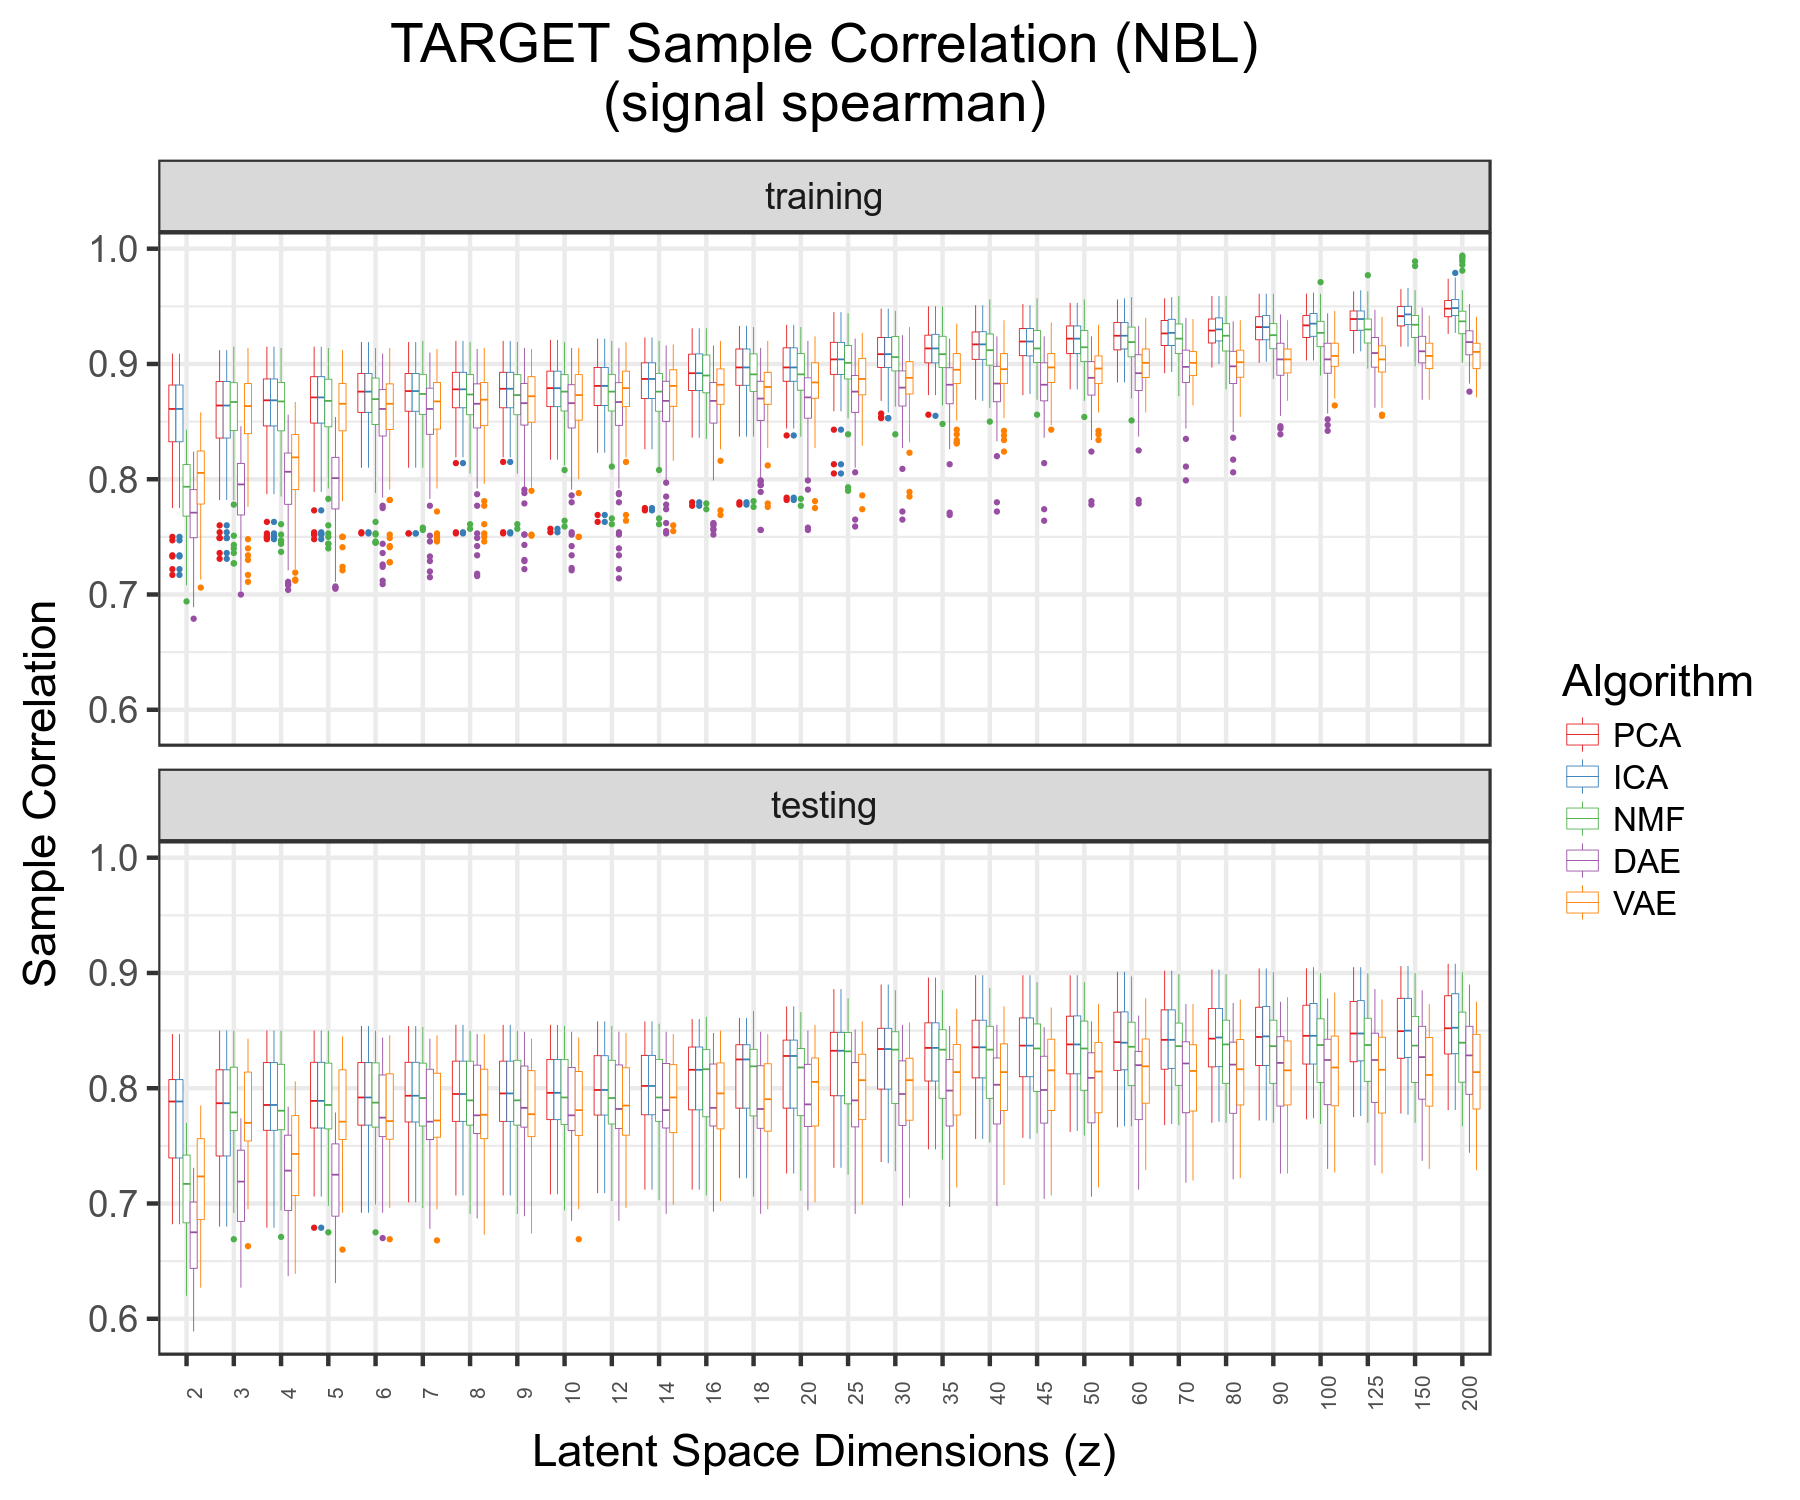 TARGET Sample Correlation (NBL)
(signal spearman)
training
1.0
0.9
0.8
0.7
0.6
testing
1.0
0.9
0.8
0.7
0.6
Sample Correlation
2 3 4 5 6 7 8 9 10 12 14 16 18 20 25 30 35 40 45 50 60 70 80 90 100 125 150 200
Latent Space Dimensions (z)
Algorithm
PCA
ICA
NMF
DAE
VAE